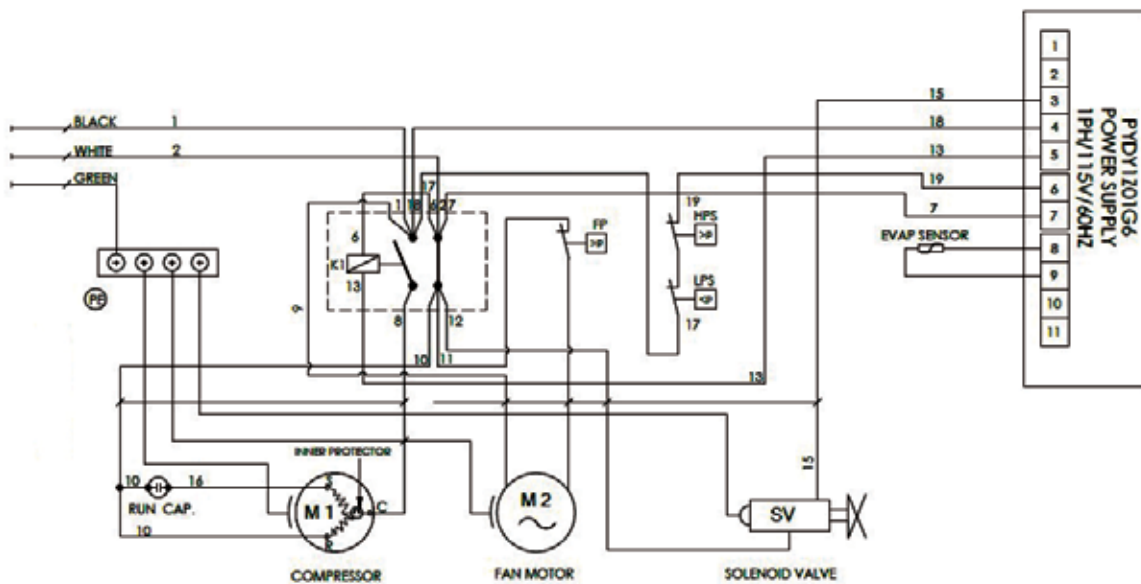 BLACK 1
WHITE 2
GREEN
PE
1 18 17 6 2 7
6
K1
13
8
12
10
11
9
FP
>P
19
HPS
>P
LPS
<P
17
13
15
18
13
19
7
EVAP SENSOR
1
2
3
4
5
6
7
8
9
10
11
PYDY1Z01G6
POWER SUPPLY
1PH/115V/60HZ
INNER PROTECTOR
10
16
RUN CAP.
10
S
R
C
M 1
COMPRESSOR
M 2
FAN MOTOR
15
SV
SOLENOID VALVE